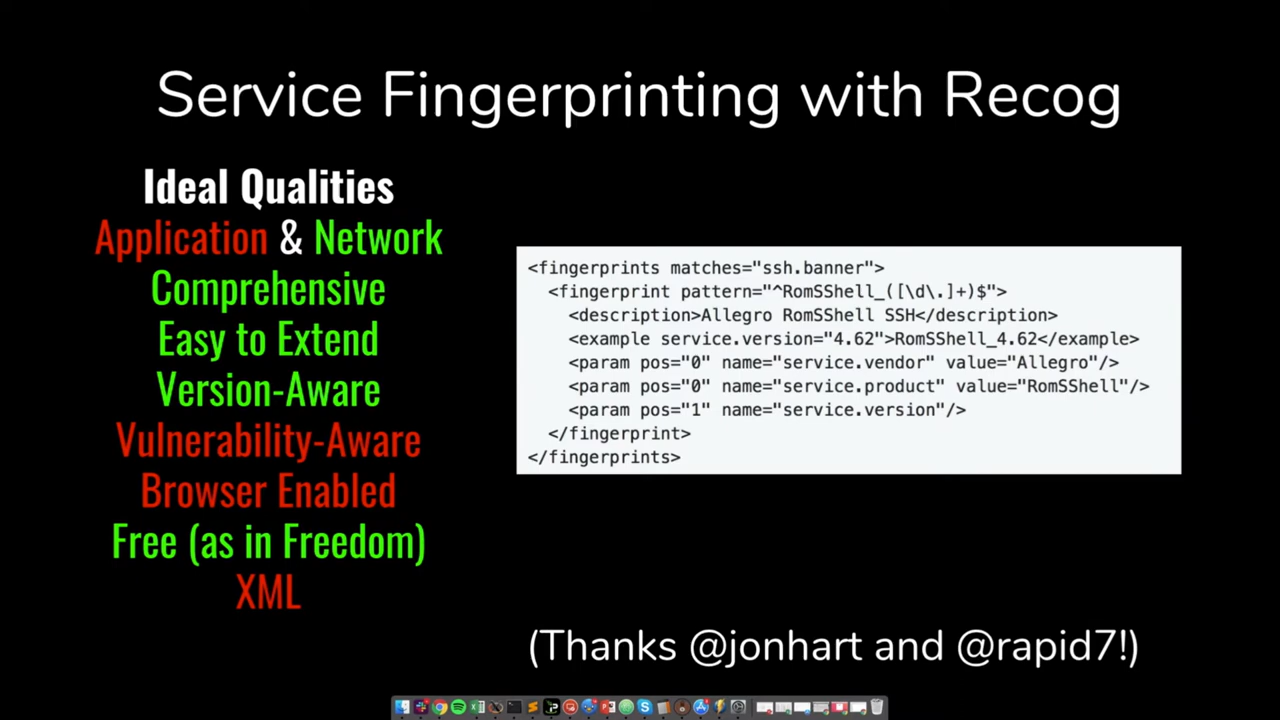 Service Fingerprinting with Recog
Ideal Qualities
Application & Network
Comprehensive
Easy to Extend
Version-Aware
Vulnerability-Aware
Browser Enabled
Free (as in Freedom)
XML
<fingerprints matches="ssh.banner">
<fingerprint pattern="^RomSShell_([\d\.]+)$">
<description>Allegro RomSShell SSH</description>
<example service.version="4.62">RomSShell_4.62</example>
<param pos="0" name="service.vendor" value="Allegro"/>
<param pos="0" name="service.product" value="RomSShell"/>
<param pos="1" name="service.version"/>
</fingerprint>
</fingerprints>
(Thanks @jonhart and @rapid7!)